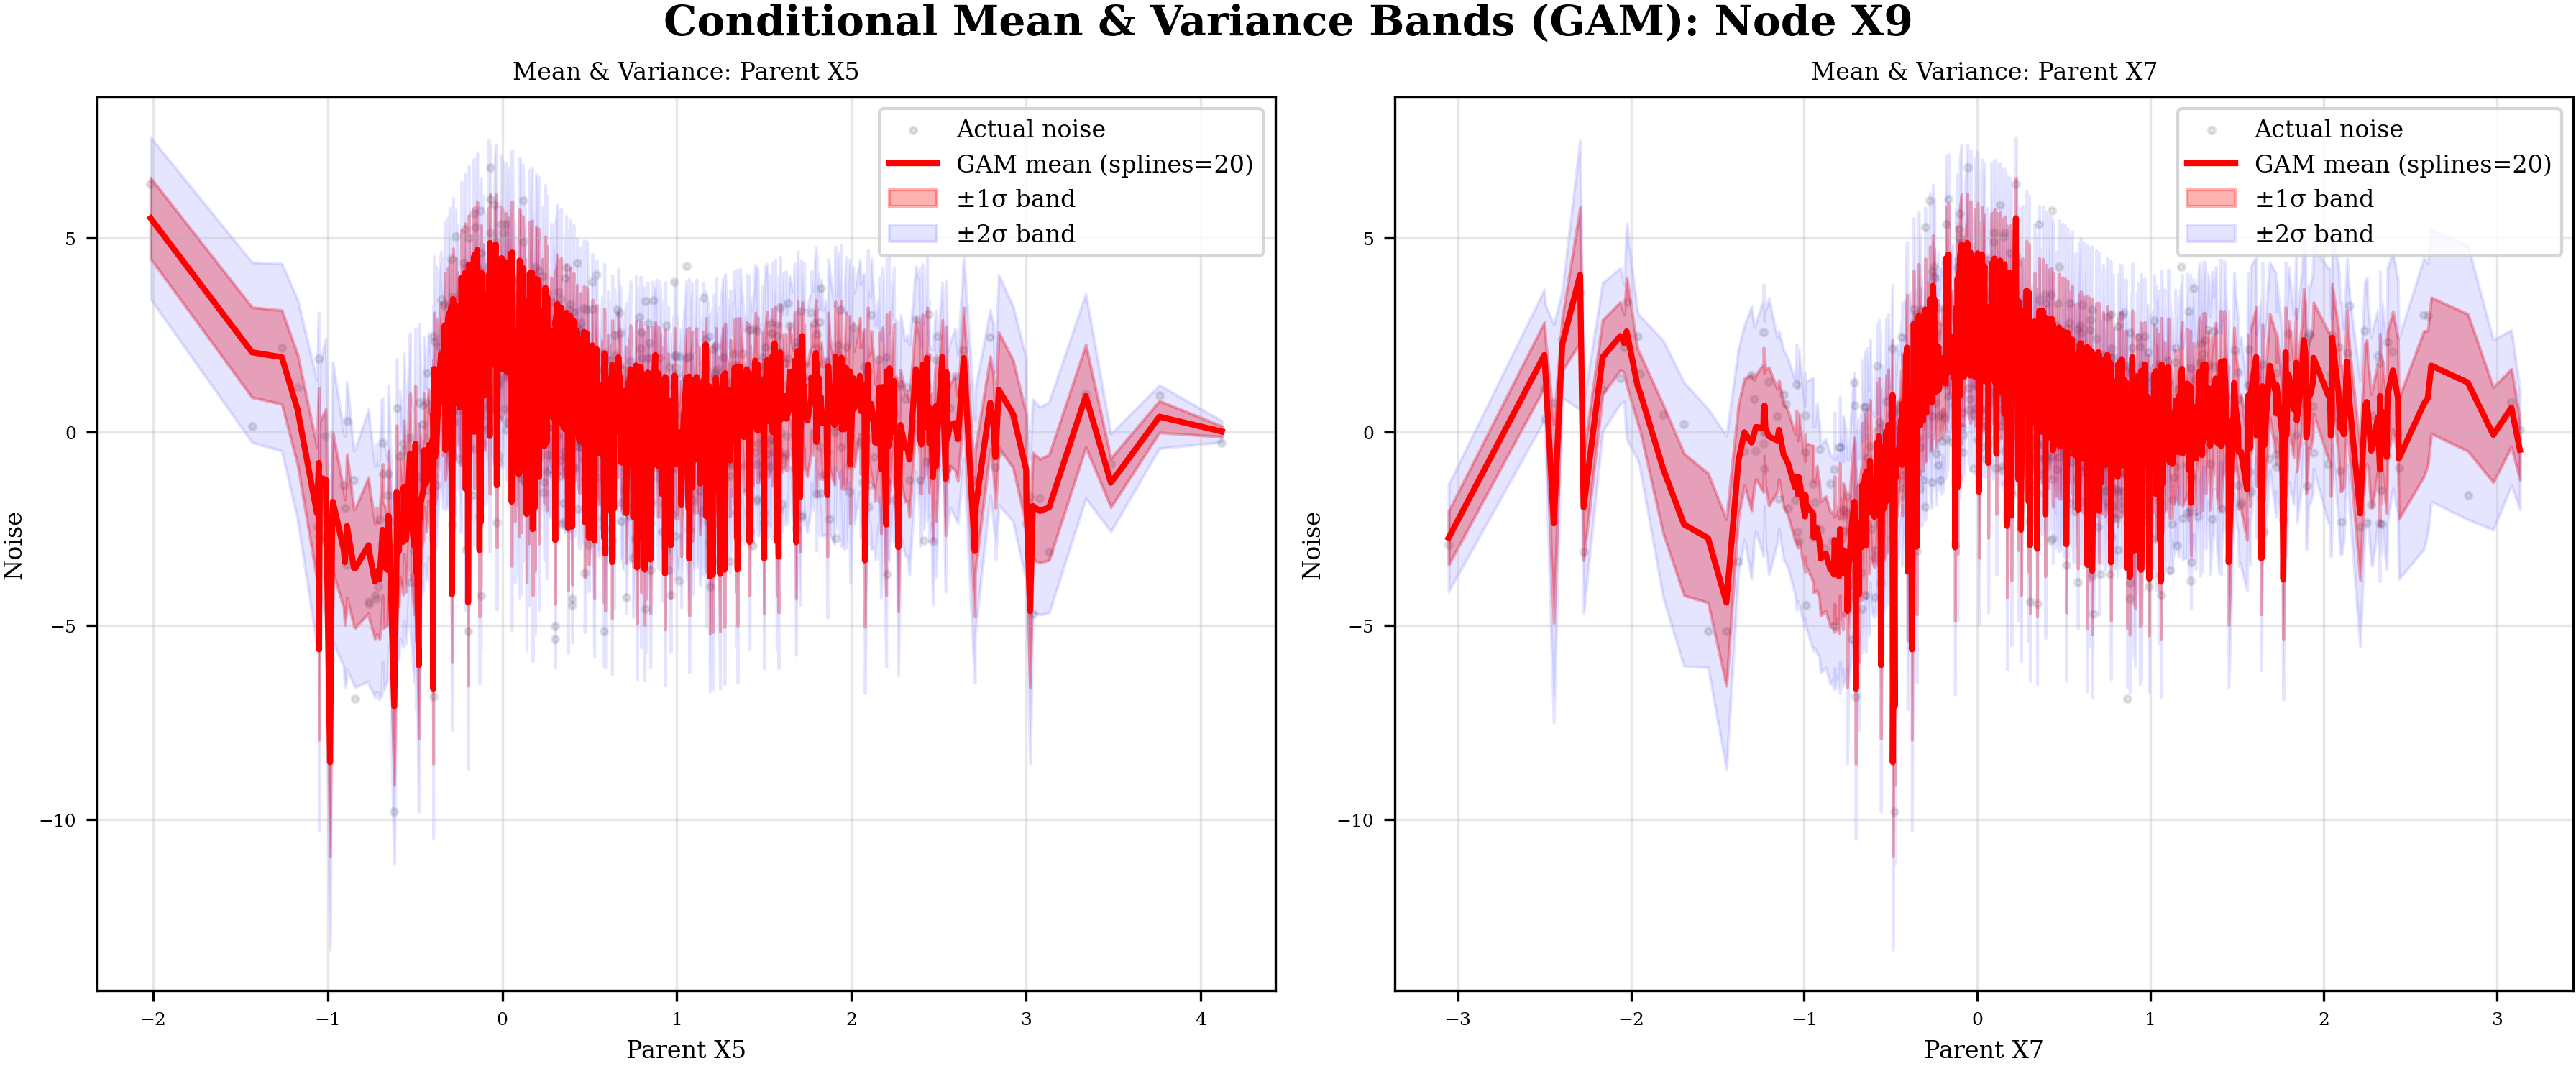 Conditional Mean & Variance Bands (GAM): Node X9
Mean & Variance: Parent X5
Actual noise
GAM mean (splines=20)
±1σ band
±2σ band
5
0
−5
−10
Noise
−2
−1
0
1
2
3
4
Parent X5
Mean & Variance: Parent X7
Actual noise
GAM mean (splines=20)
±1σ band
±2σ band
5
0
−5
−10
Noise
−3
−2
−1
0
1
2
3
Parent X7